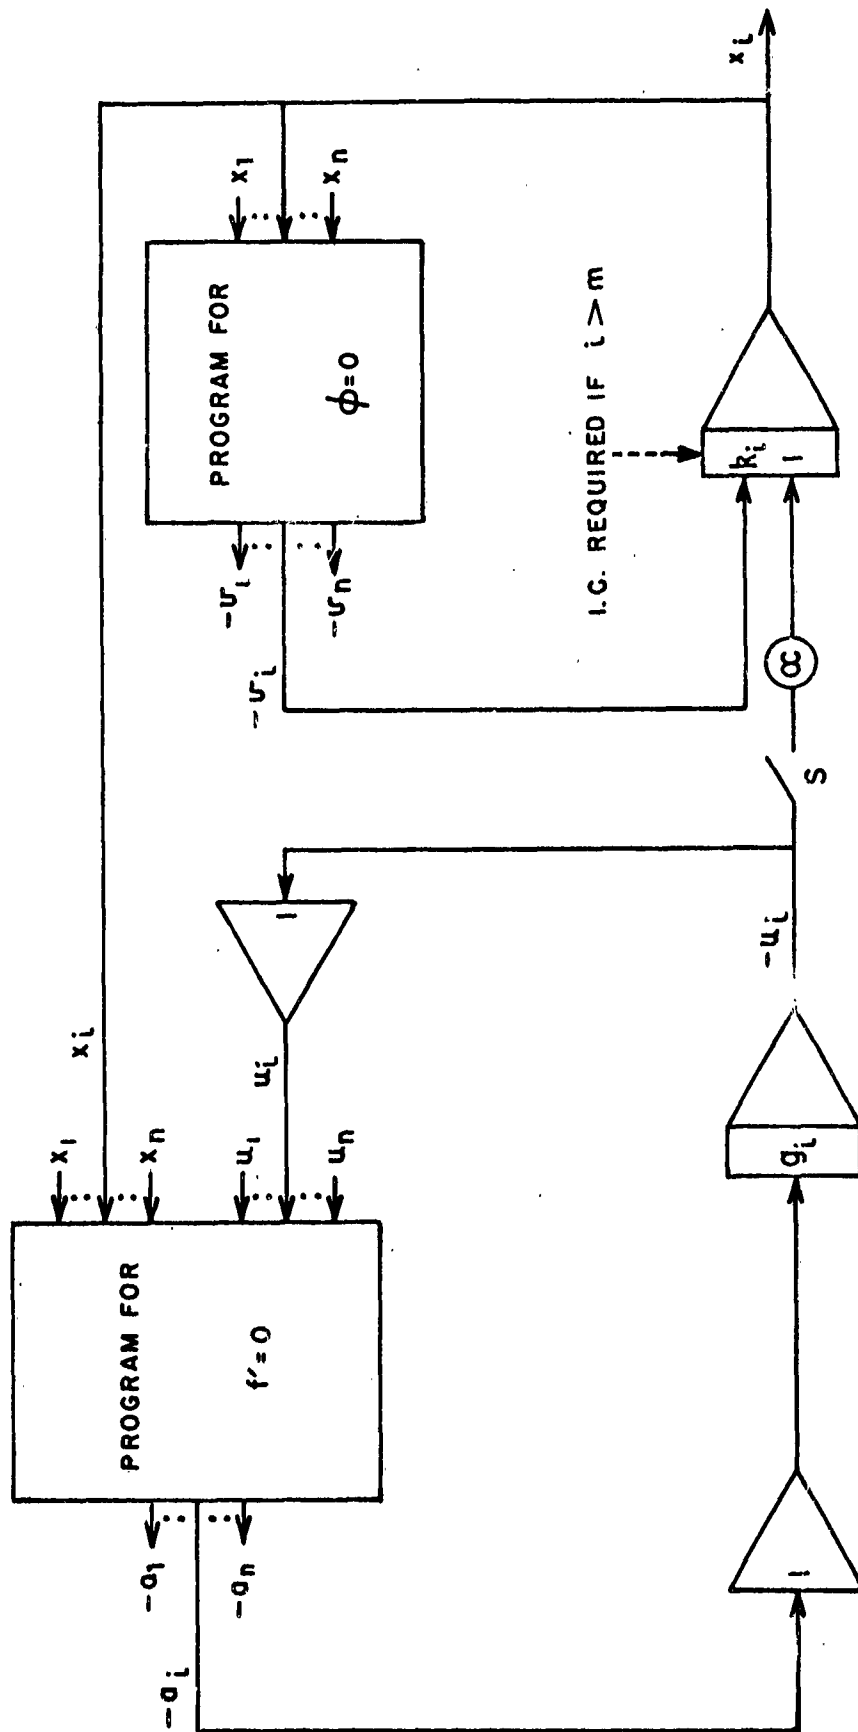 x₁
xᵢ
xₙ
PROGRAM FOR
f'=0
u₁
uᵢ
uₙ
-a₁
-aₙ
-aᵢ
1
gᵢ
-uᵢ
1
S
∝
x₁
xₙ
PROGRAM FOR
ϕ=0
-v₁
-vₙ
-vᵢ
I.C. REQUIRED IF i>m
kᵢ
1
xᵢ